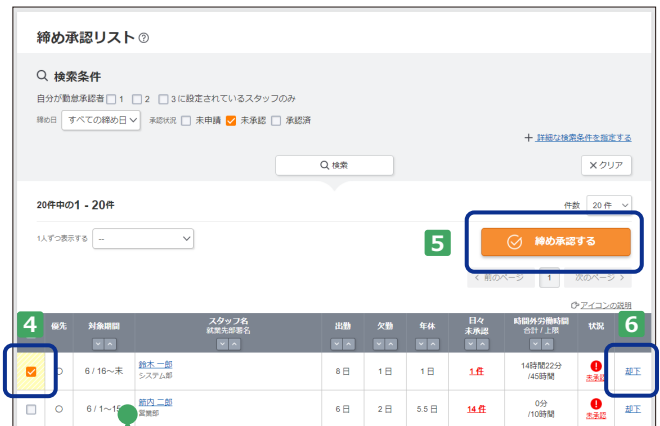 締め承認リスト ?
検索条件
自分が勤怠承認者 1 2 3に設定されているスタッフのみ
締め日 すべての締め日 承認状況 未申請 未承認 承認済
＋ 詳細な検索条件を指定する
検索 ×クリア
20件中の1 - 20件 件数 20 件
1人ずつ表示する --
5 締め承認する
< 前のページ 1 次のページ >
アイコンの説明
4 優先 対象期間 スタッフ名 出勤 欠勤 年休 日々 時間外労働時間 状況 6
就業先部署名 未承認 合計 / 上限
○ 6 / 16～末 鈴木 一郎 8日 1日 1日 1件 14時間22分 ! 却下
システム部 /45時間 未承認
○ 6 / 1～15 箭内 二郎 6日 2日 5.5日 14件 0分 ! 却下
営業部 /10時間 未承認